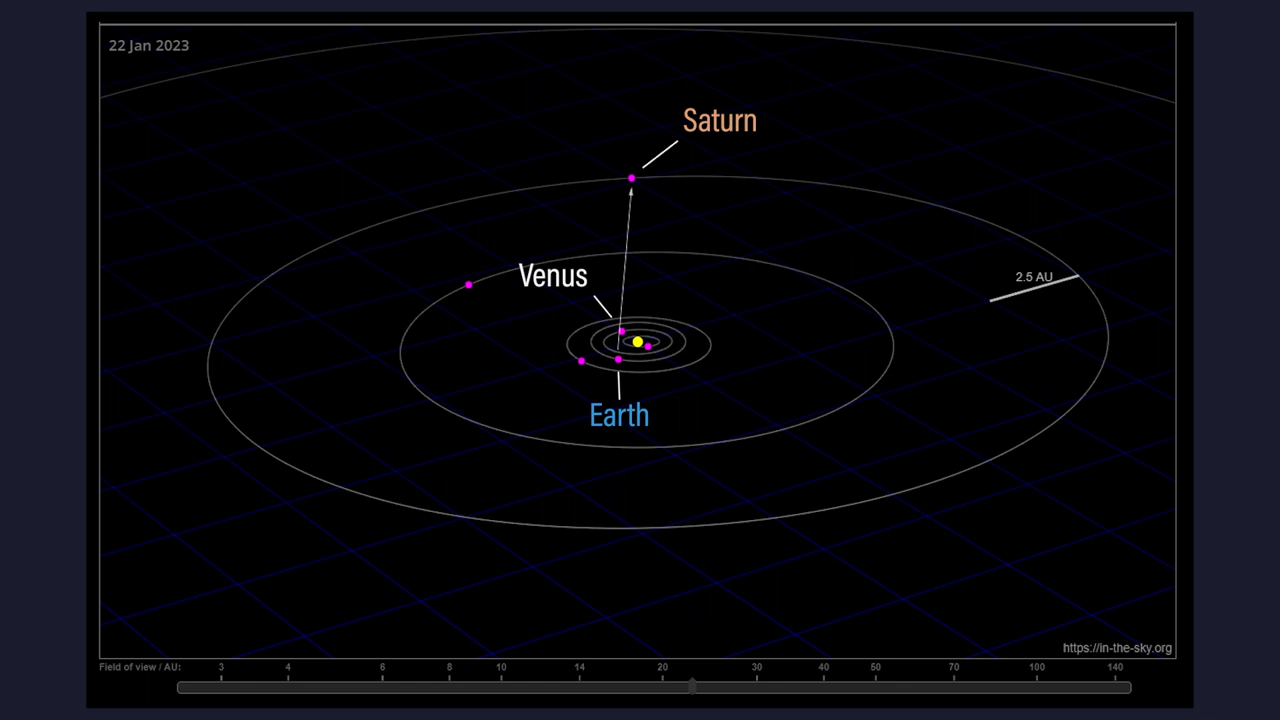 22 Jan 2023
Saturn
Venus
2.5 AU
Earth
https://in-the-sky.org
Field of view / AU: 3 4 6 8 10 14 20 30 40 50 70 100 140